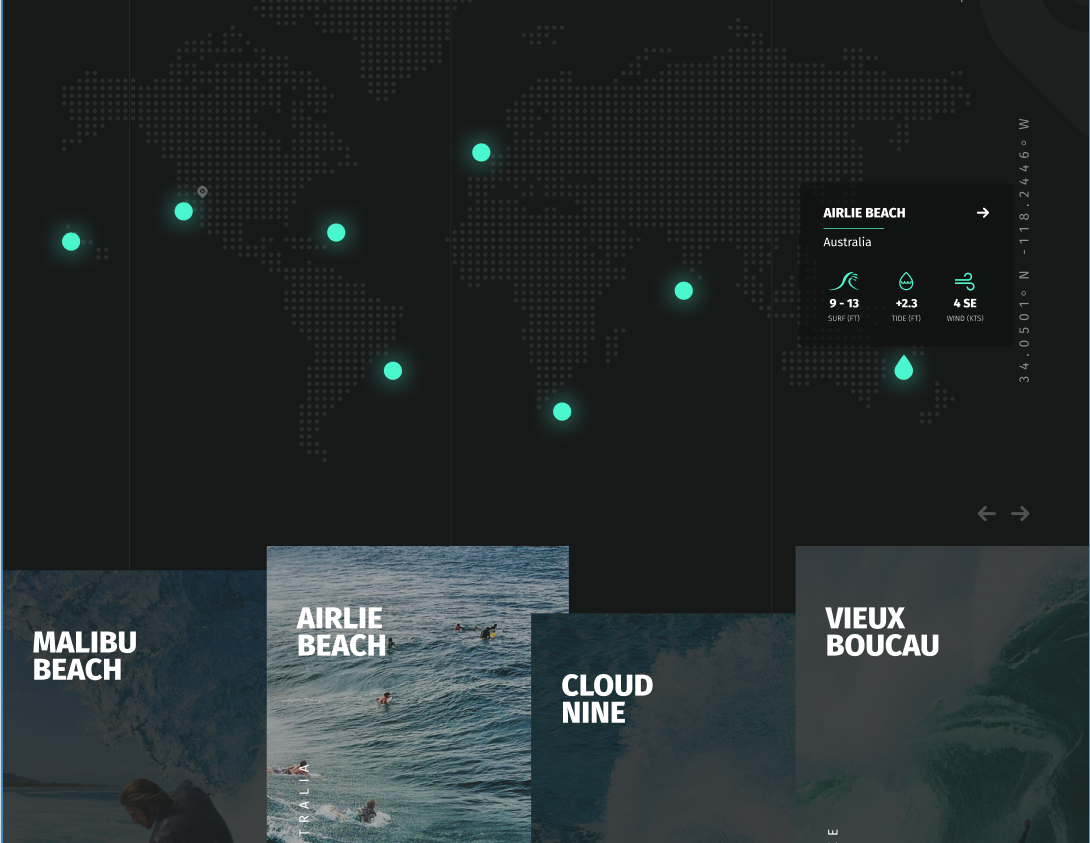 34.0501° N -118.2446° W
AIRLIE BEACH
Australia
9 - 13
+2.3
4 SE
SURF (FT)
TIDE (FT)
WIND (KTS)
MALIBU
BEACH
AIRLIE
BEACH
CLOUD
NINE
VIEUX
BOUCAU
TRALIA
E